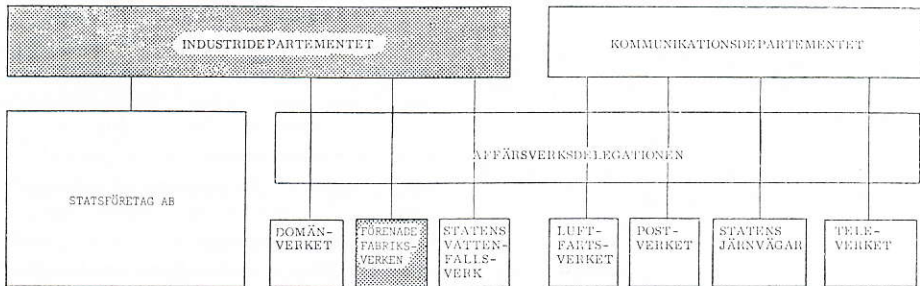 INDUSTRIDEPARTEMENTET
KOMMUNIKATIONSDEPARTEMENTET
AFFÄRSVERKSDELEGATIONEN
STATSFÖRETAG AB
DOMÄN-
VERKET
FÖRENADE
FABRIKS-
VERKEN
STATENS
VATTEN-
FALLS-
VERK
LUFT-
FARTS-
VERKET
POST-
VERKET
STATENS
JÄRNVÄGAR
TELE-
VERKET